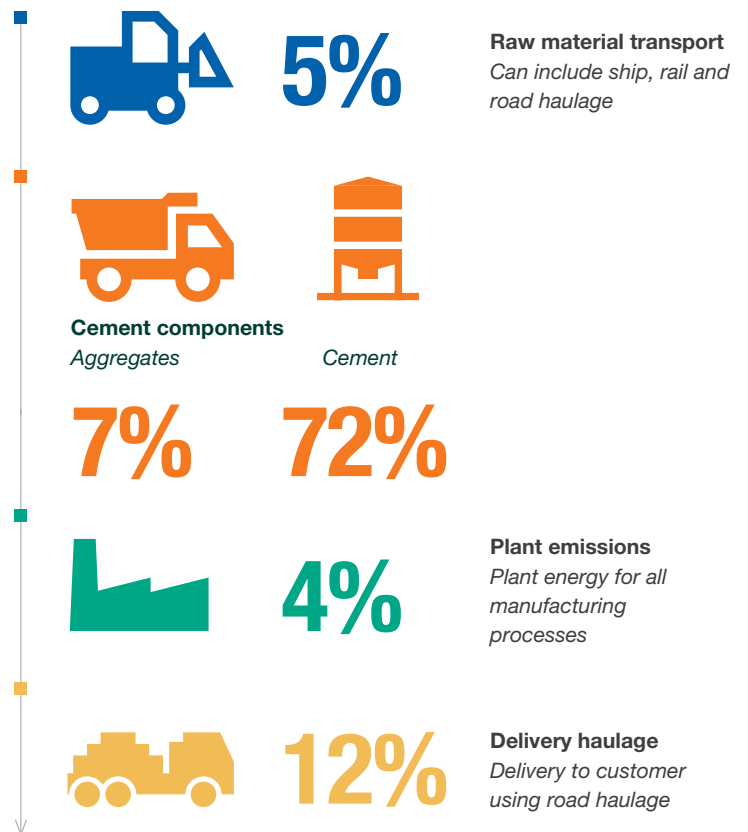 5%
Raw material transport
Can include ship, rail and
road haulage
Cement components
Aggregates
Cement
7%
72%
4%
Plant emissions
Plant energy for all
manufacturing
processes
12%
Delivery haulage
Delivery to customer
using road haulage